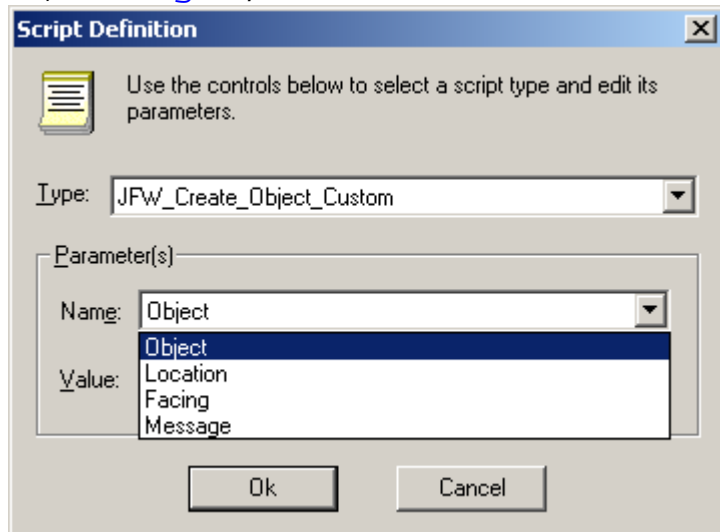 Script Definition
Use the controls below to select a script type and edit its
parameters.
Type: JFW_Create_Object_Custom
Parameter(s)
Name: Object
Object
Value:
Location
Facing
Message
Ok Cancel